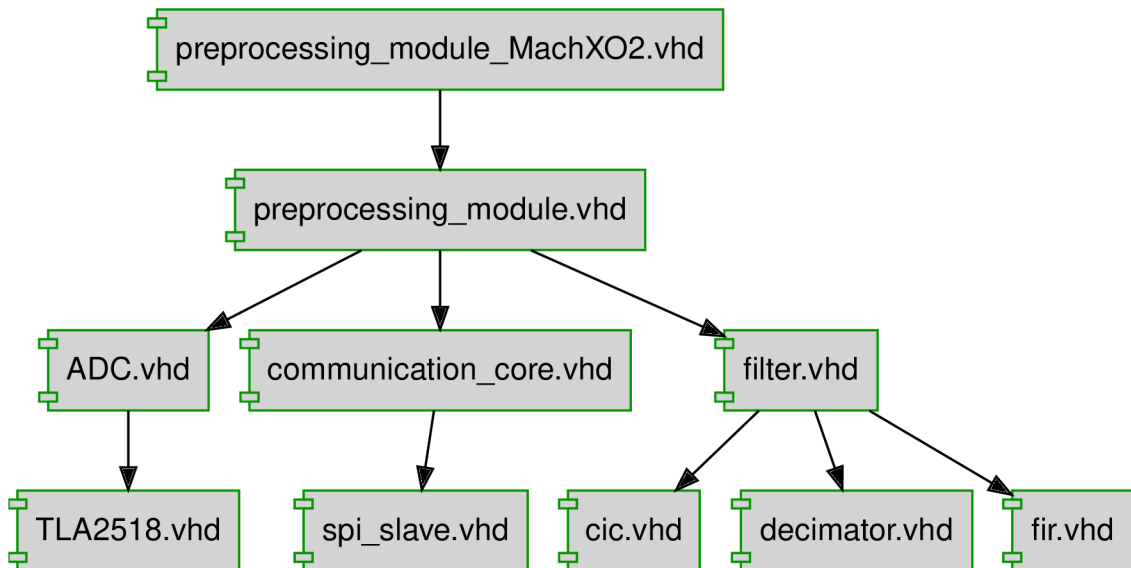 preprocessing_module_MachXO2.vhd
preprocessing_module.vhd
ADC.vhd
communication_core.vhd
filter.vhd
TLA2518.vhd
spi_slave.vhd
cic.vhd
decimator.vhd
fir.vhd